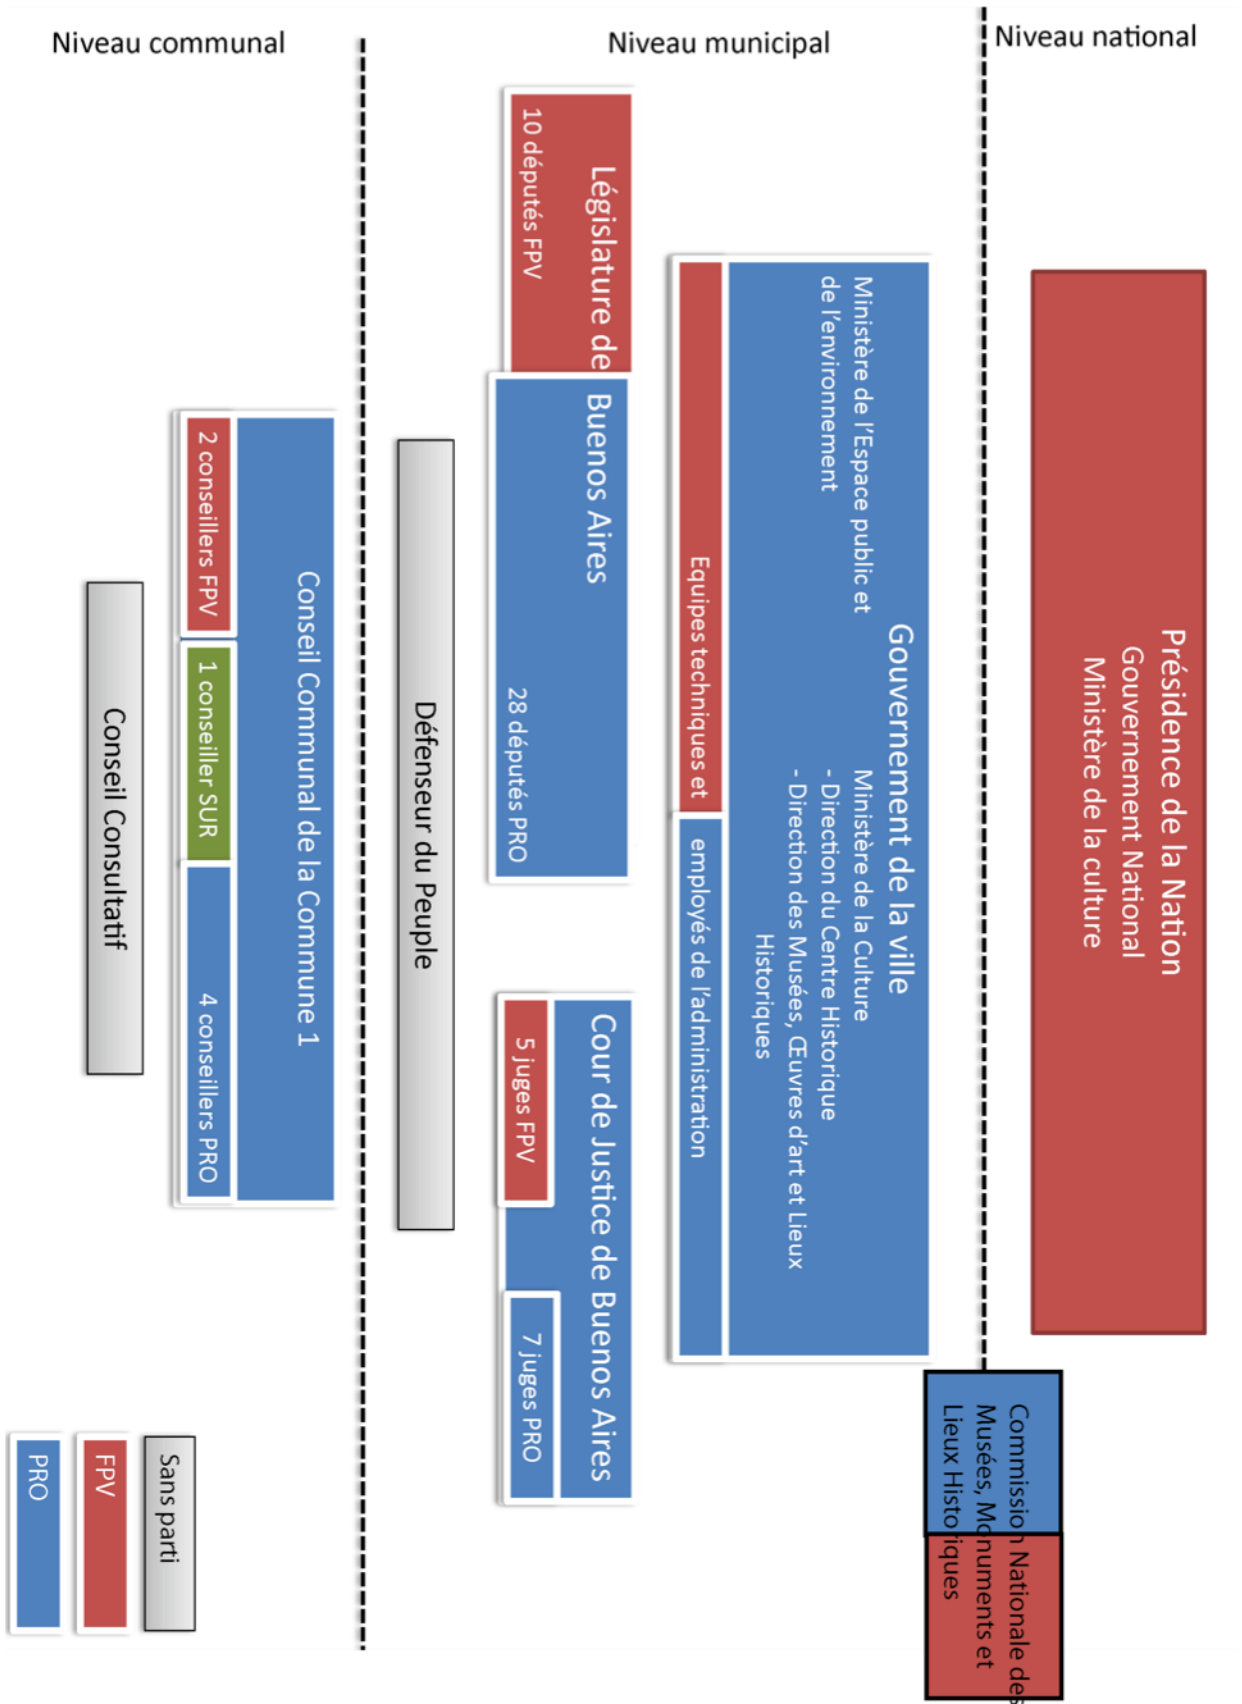 Niveau national
Présidence de la Nation
Gouvernement National
Ministère de la culture
Commission Nationale des
Musées, Monuments et
Lieux Historiques
Niveau municipal
Gouvernement de la ville
Ministère de l'Espace public et
de l'environnement
Ministère de la Culture
- Direction du Centre Historique
- Direction des Musées, Œuvres d'art et Lieux
Historiques
Equipes techniques et employés de l'administration
Législature de Buenos Aires
10 députés FPV
28 députés PRO
Cour de Justice de Buenos Aires
5 juges FPV
7 juges PRO
Défenseur du Peuple
Niveau communal
Conseil Communal de la Commune 1
2 conseillers FPV
1 conseiller SUR
4 conseillers PRO
Conseil Consultatif
Sans parti
FPV
PRO